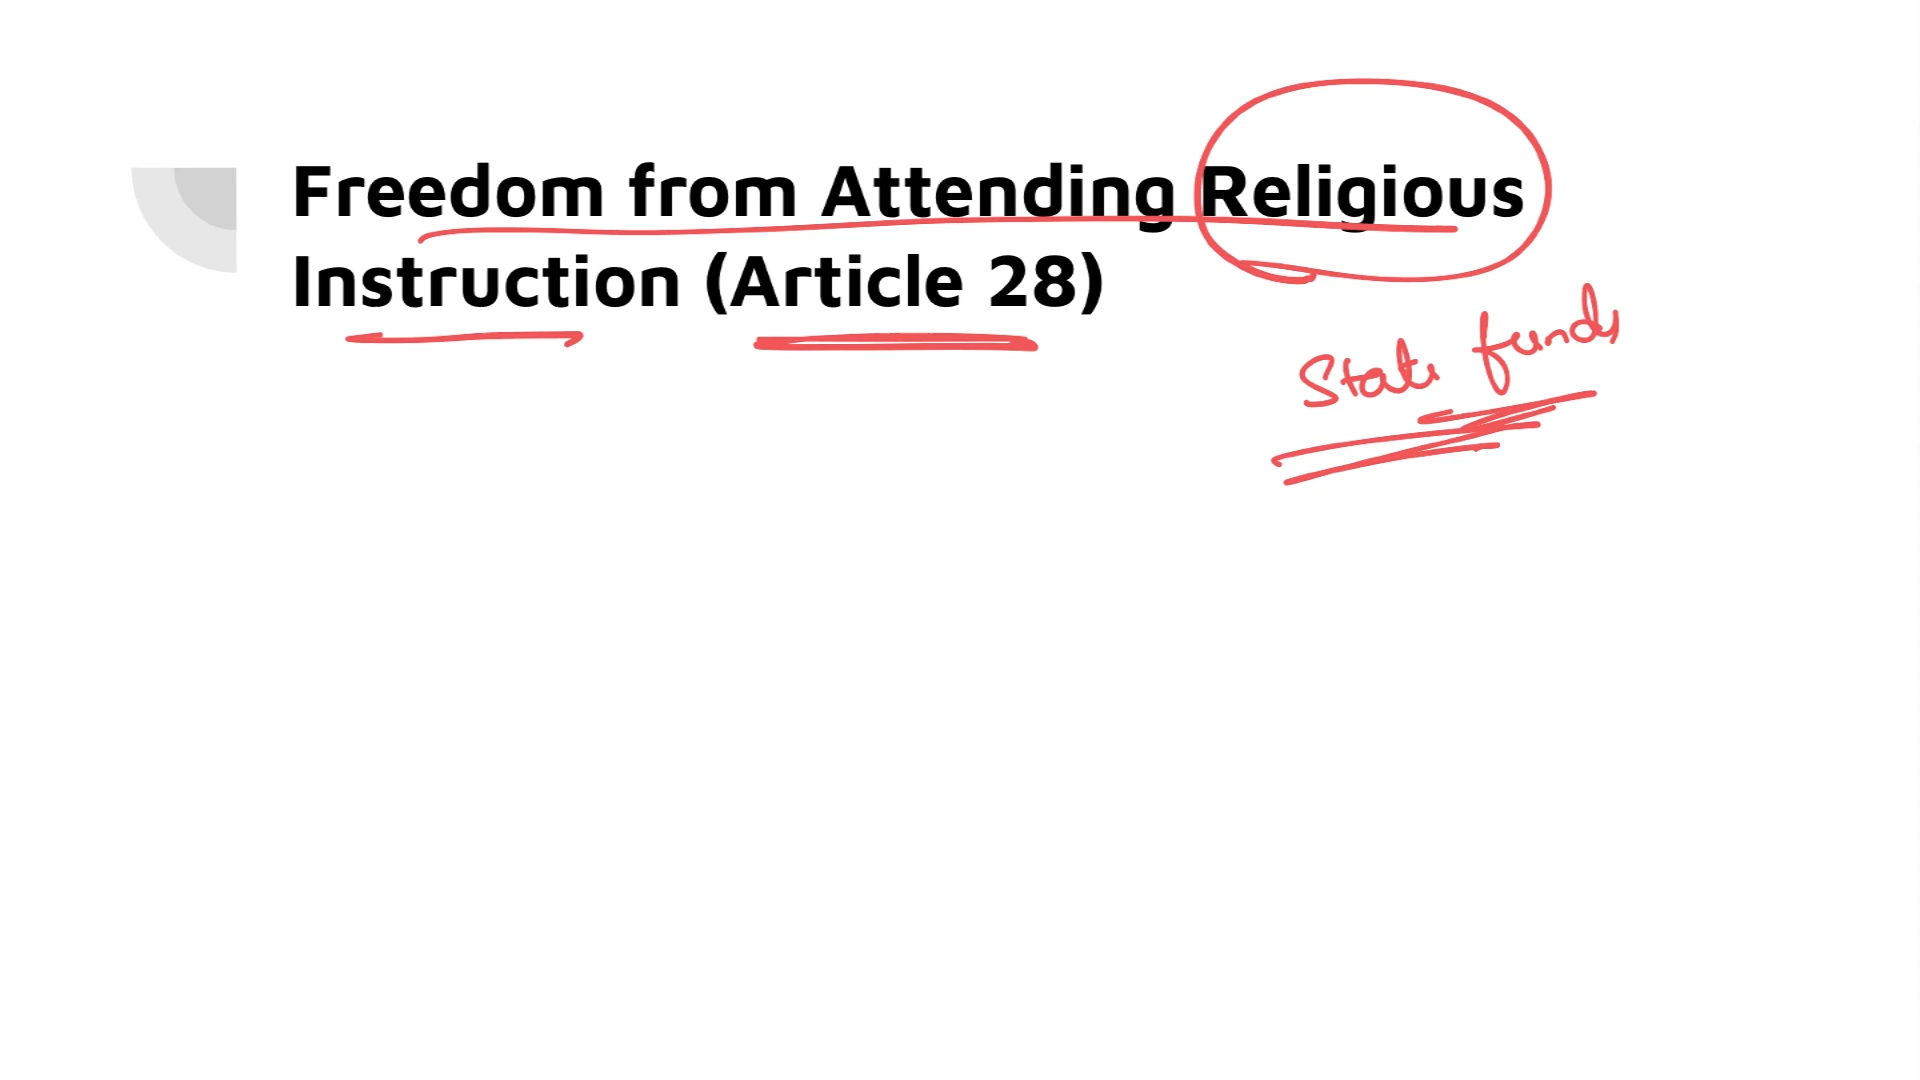 Freedom from Attending Religious
Instruction (Article 28)
State funds